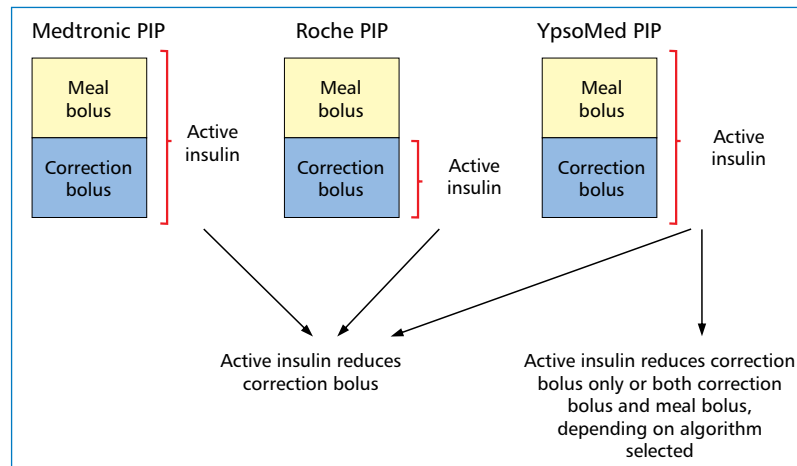 Medtronic PIP
Roche PIP
YpsoMed PIP
Meal
bolus
Correction
bolus
Active
insulin
Meal
bolus
Correction
bolus
Active
insulin
Meal
bolus
Correction
bolus
Active
insulin
Active insulin reduces
correction bolus
Active insulin reduces correction
bolus only or both correction
bolus and meal bolus,
depending on algorithm
selected